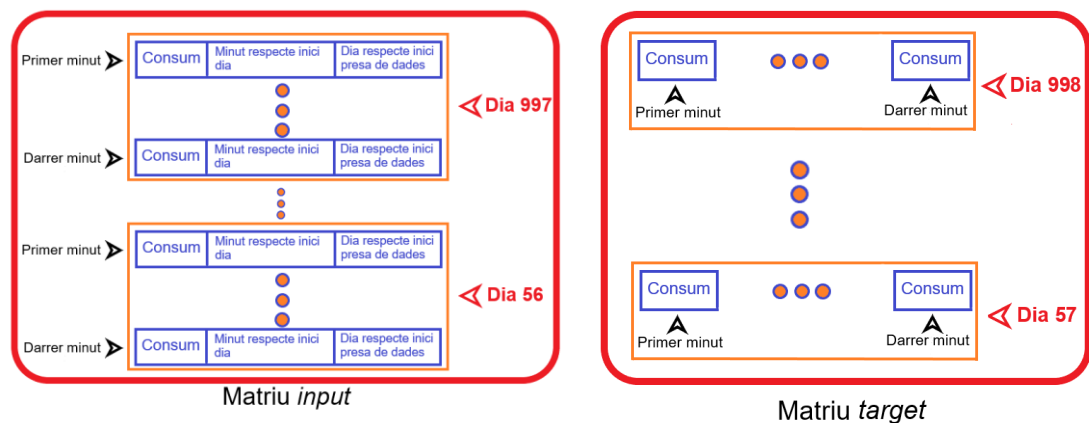 Primer minut
Consum
Minut respecte inici
dia
Dia respecte inici
presa de dades
Dia 997
Darrer minut
Consum
Minut respecte inici
dia
Dia respecte inici
presa de dades
Primer minut
Consum
Minut respecte inici
dia
Dia respecte inici
presa de dades
Dia 56
Darrer minut
Consum
Minut respecte inici
dia
Dia respecte inici
presa de dades
Matriu input
Consum
Consum
Dia 998
Primer minut
Darrer minut
Consum
Consum
Dia 57
Primer minut
Darrer minut
Matriu target